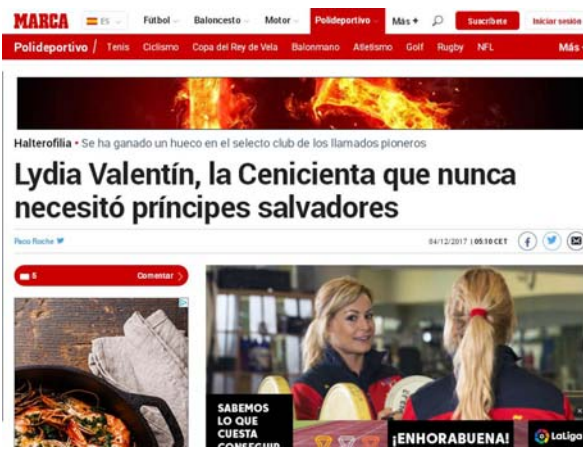 MARCA ES Fútbol Baloncesto Motor Polideportivo Más + Suscríbete Iniciar sesión
Polideportivo / Tenis Ciclismo Copa del Rey de Vela Balonmano Atletismo Golf Rugby NFL Más
Halterofilia • Se ha ganado un hueco en el selecto club de los llamados pioneros
Lydia Valentín, la Cenicienta que nunca
necesitó príncipes salvadores
Paco Roche
04/12/2017 | 05:10 CET
5 Comentar
SABEMOS
LO QUE
CUESTA
CONSEGUIR
¡ENHORABUENA!
LaLiga